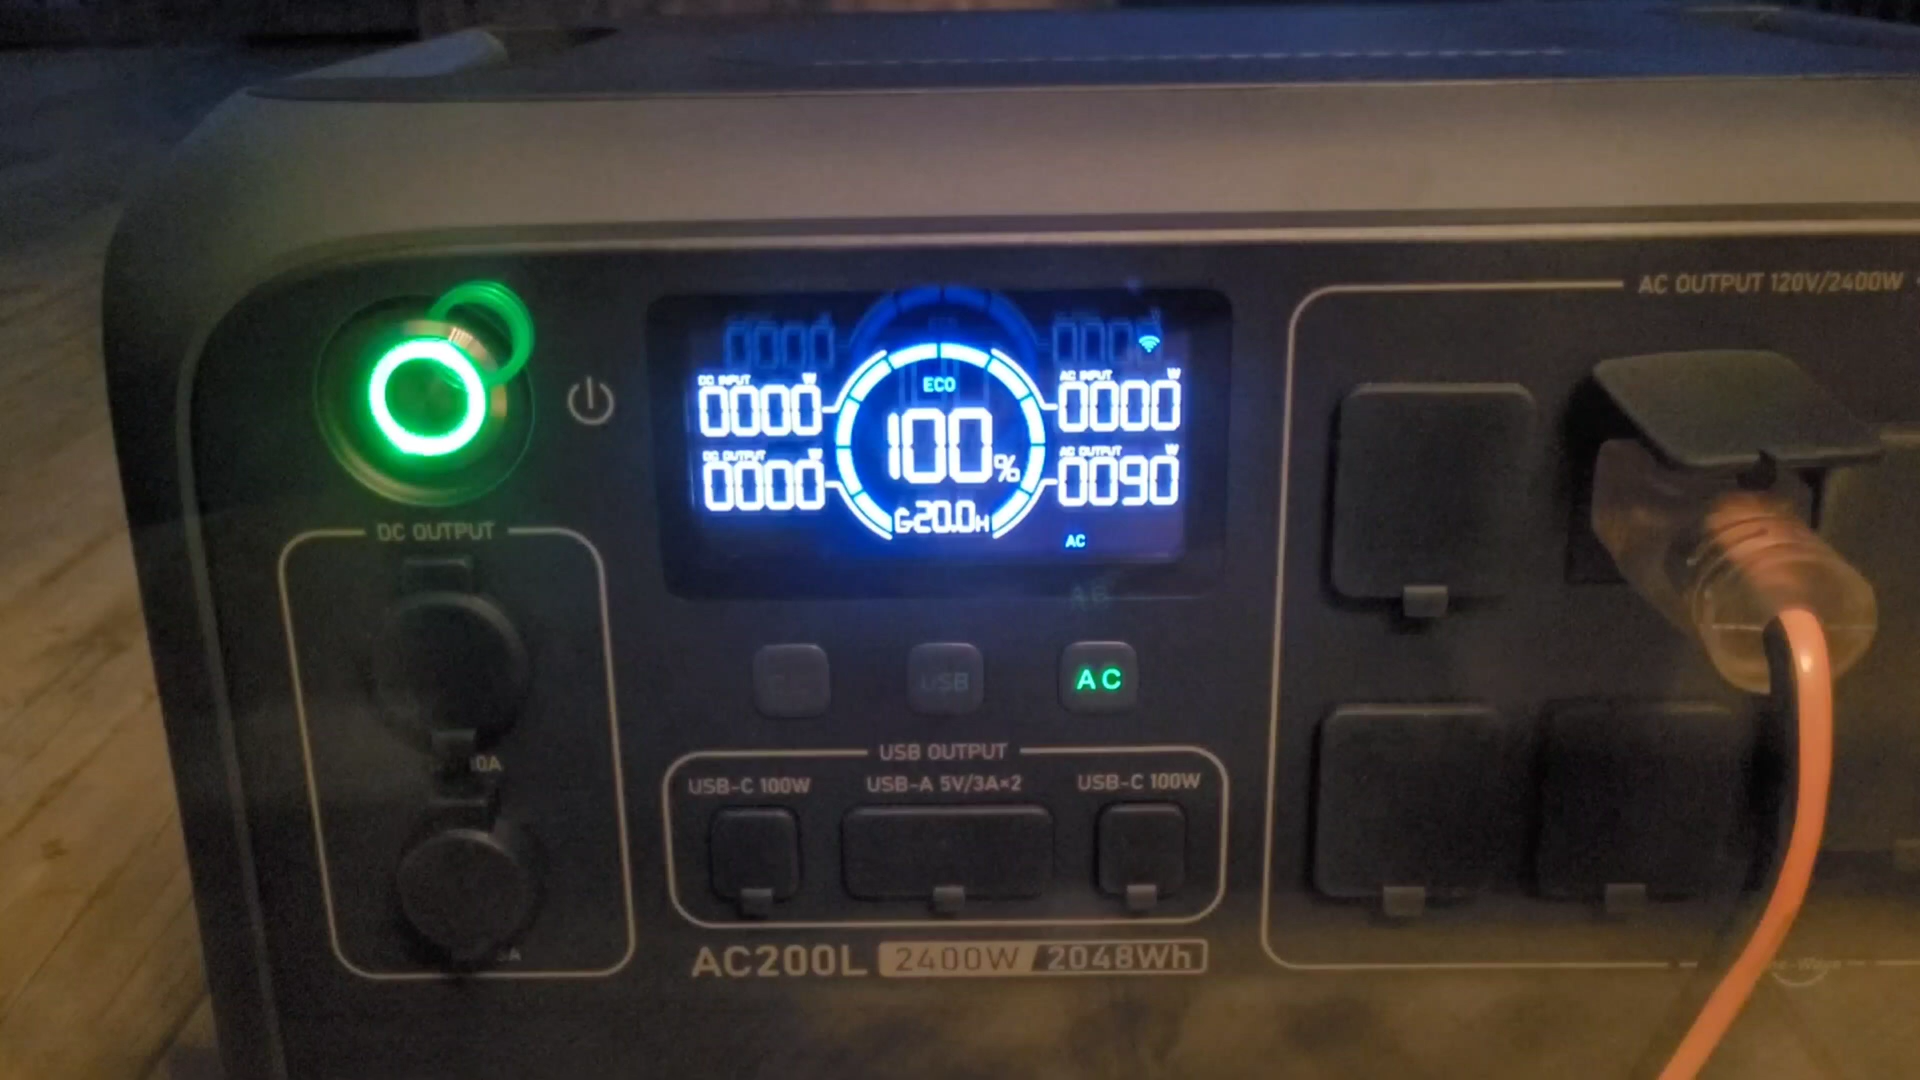 AC OUTPUT 120V/2400W
DC INPUT W
0000
ECO
100%
20.0H
AC INPUT W
0000
DC OUTPUT W
0000
AC OUTPUT W
0090
AC
DC OUTPUT
USB
AC
USB OUTPUT
USB-C 100W
USB-A 5V/3A×2
USB-C 100W
AC200L 2400W/2048Wh